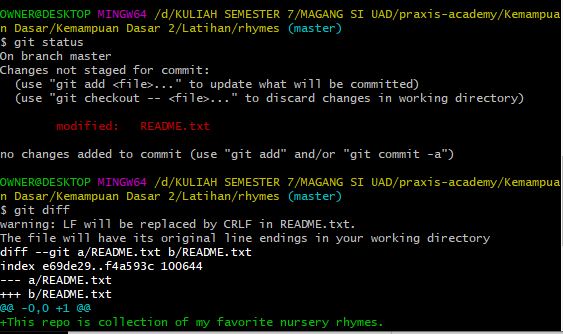 OWNER@DESKTOP MINGW64 /d/KULIAH SEMESTER 7/MAGANG SI UAD/praxis-academy/Kemampua
n Dasar/Kemampuan Dasar 2/Latihan/rhymes (master)
$ git status
On branch master
Changes not staged for commit:
  (use "git add <file>..." to update what will be committed)
  (use "git checkout -- <file>..." to discard changes in working directory)

        modified:   README.txt

no changes added to commit (use "git add" and/or "git commit -a")

OWNER@DESKTOP MINGW64 /d/KULIAH SEMESTER 7/MAGANG SI UAD/praxis-academy/Kemampua
n Dasar/Kemampuan Dasar 2/Latihan/rhymes (master)
$ git diff
warning: LF will be replaced by CRLF in README.txt.
The file will have its original line endings in your working directory
diff --git a/README.txt b/README.txt
index e69de29..f4a593c 100644
--- a/README.txt
+++ b/README.txt
@@ -0,0 +1 @@
+This repo is collection of my favorite nursery rhymes.